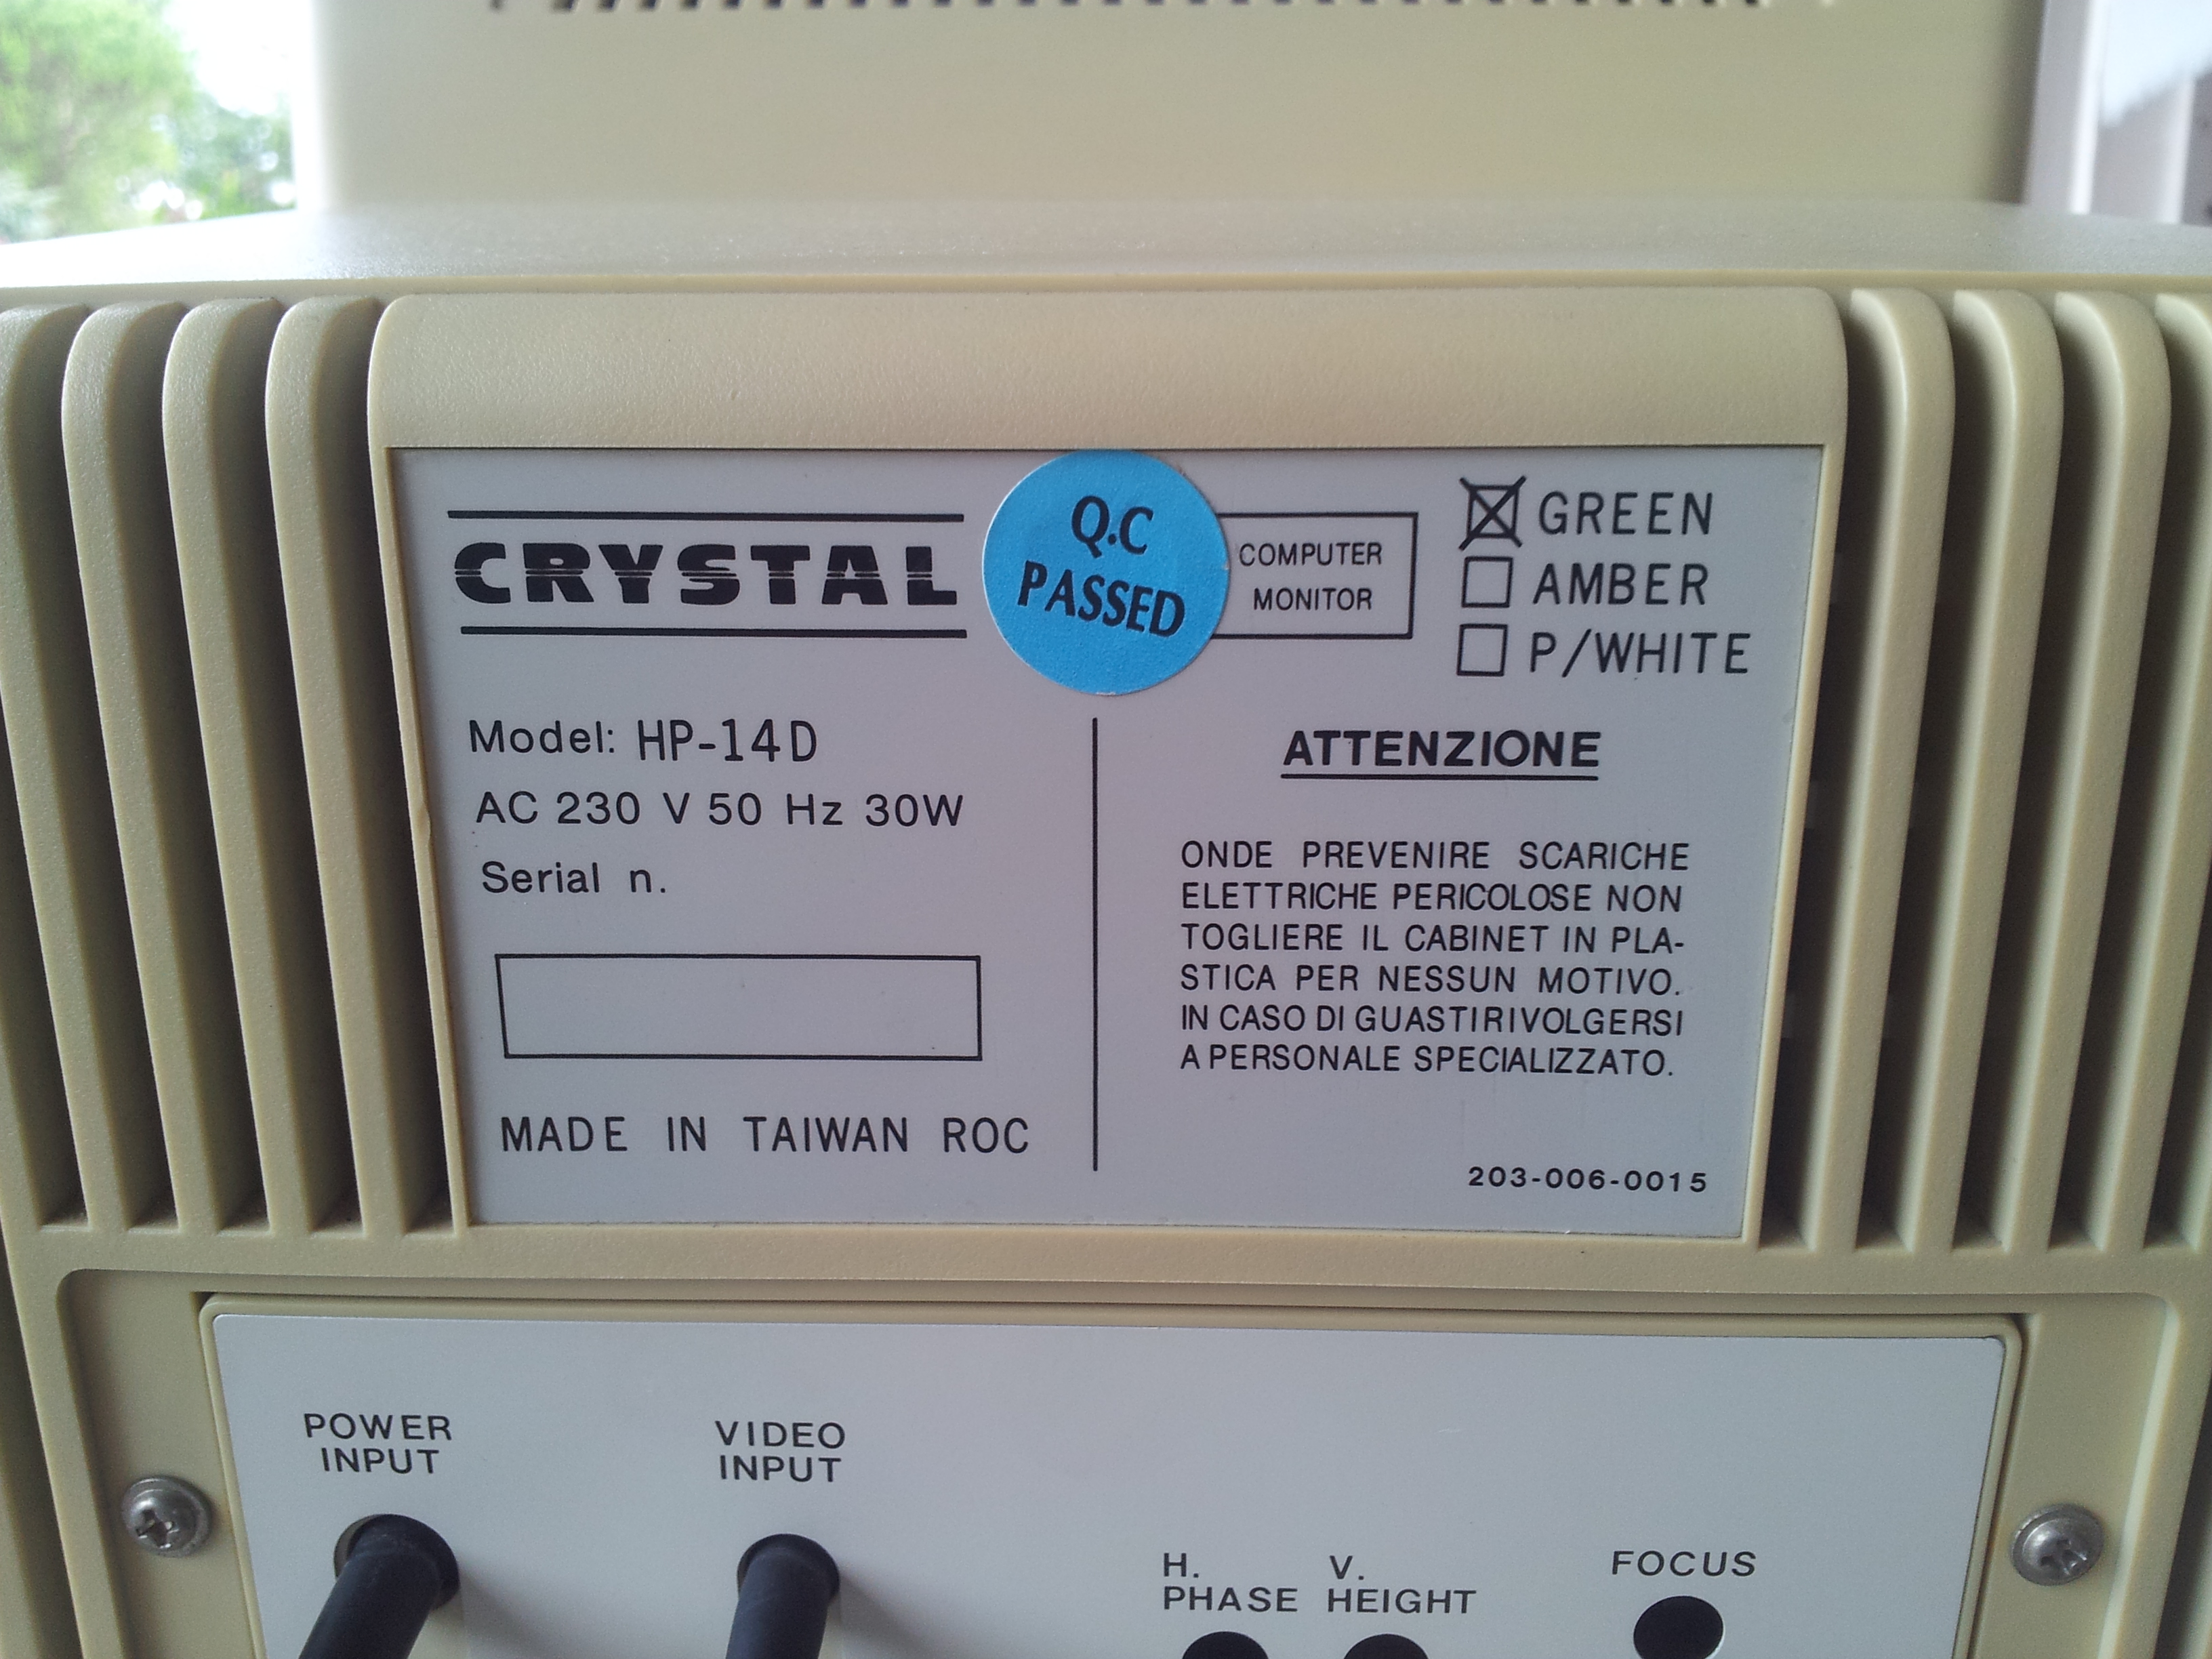 CRYSTAL
Q.C
PASSED
COMPUTER
MONITOR
GREEN
AMBER
P/WHITE
Model: HP-14D
AC 230 V 50 Hz 30W
Serial n.
MADE IN TAIWAN ROC
ATTENZIONE
ONDE PREVENIRE SCARICHE
ELETTRICHE PERICOLOSE NON
TOGLIERE IL CABINET IN PLA-
STICA PER NESSUN MOTIVO.
IN CASO DI GUASTI RIVOLGERSI
A PERSONALE SPECIALIZZATO.
203-006-0015
POWER
INPUT
VIDEO
INPUT
H.
PHASE
V.
HEIGHT
FOCUS